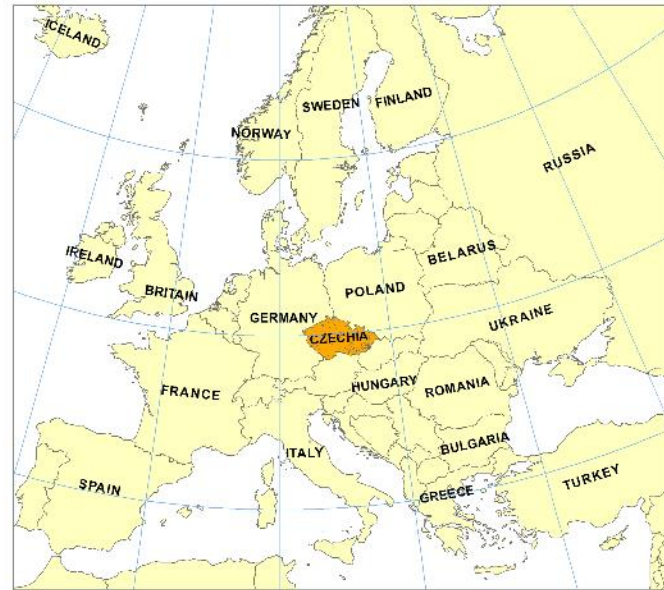 ICELAND
SWEDEN
FINLAND
NORWAY
RUSSIA
IRELAND
BRITAIN
BELARUS
POLAND
GERMANY
UKRAINE
CZECHIA
FRANCE
HUNGARY
ROMANIA
ITALY
BULGARIA
SPAIN
GREECE
TURKEY